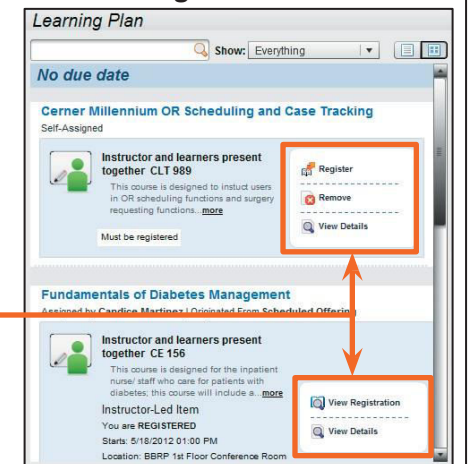 Learning Plan
Show: Everything
No due date
Cerner Millennium OR Scheduling and Case Tracking
Self-Assigned
Instructor and learners present
together CLT 989
This course is designed to instuct users
in OR scheduling functions and surgery
requesting functions...more
Must be registered
Register
Remove
View Details
Fundamentals of Diabetes Management
Assigned by Candice Martinez | Originated From Scheduled Offering
Instructor and learners present
together CE 156
This course is designed for the inpatient
nurse/ staff who care for patients with
diabetes; this course will include a...more
Instructor-Led Item
You are REGISTERED
Starts: 5/18/2012 01:00 PM
Location: BBRP 1st Floor Conference Room
View Registration
View Details